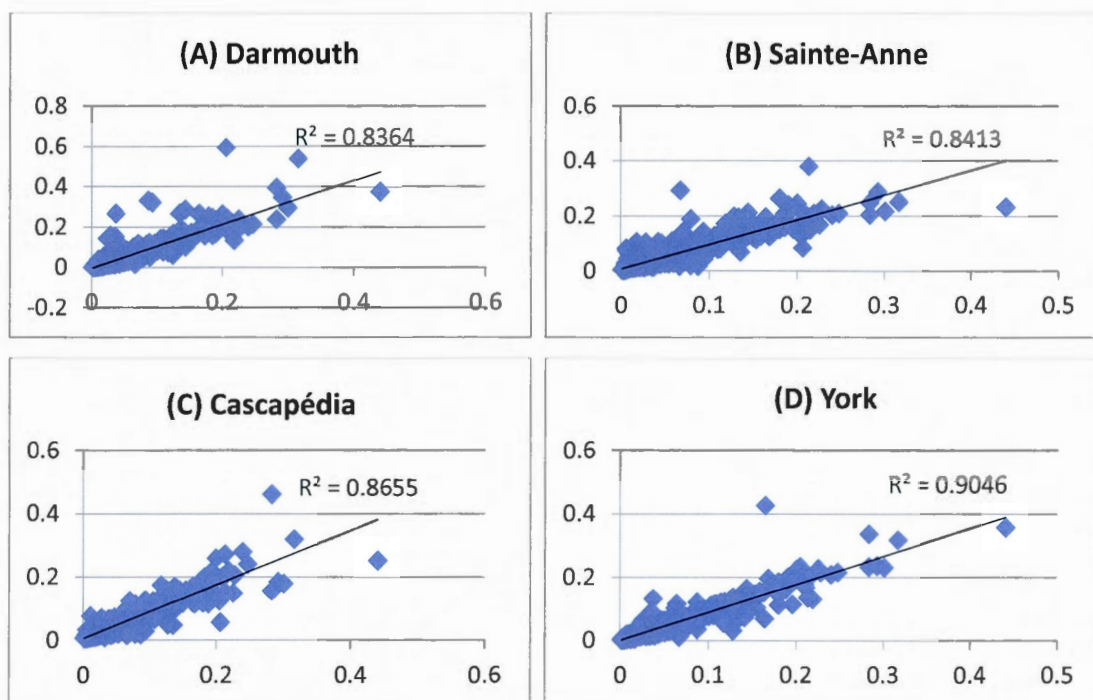 (A) Darmouth
0.8
R² = 0.8364
0.6
0.4
0.2
0
-0.2
0 0.2 0.4 0.6
(B) Sainte-Anne
0.6
R² = 0.8413
0.4
0.2
0
0 0.1 0.2 0.3 0.4 0.5
(C) Cascapédia
0.6
R² = 0.8655
0.4
0.2
0
0 0.2 0.4 0.6
(D) York
0.6
R² = 0.9046
0.4
0.2
0
0 0.1 0.2 0.3 0.4 0.5